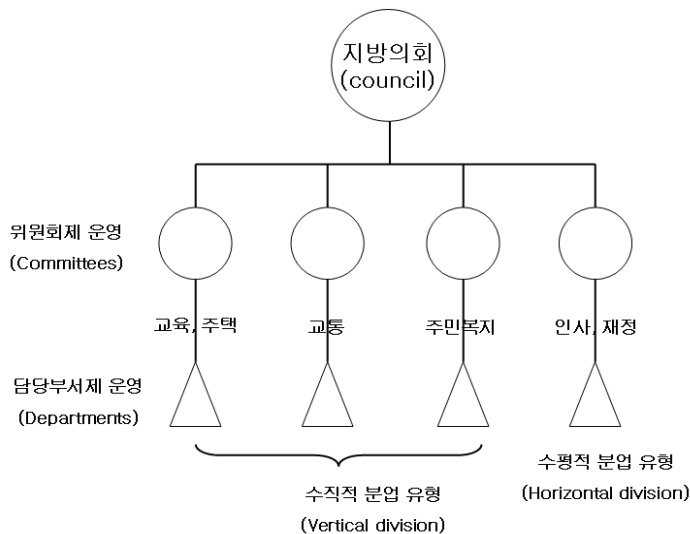 지방의회
(council)
위원회제 운영
(Committees)
교육, 주택
교통
주민복지
인사, 재정
담당부서제 운영
(Departments)
수직적 분업 유형
(Vertical division)
수평적 분업 유형
(Horizontal division)